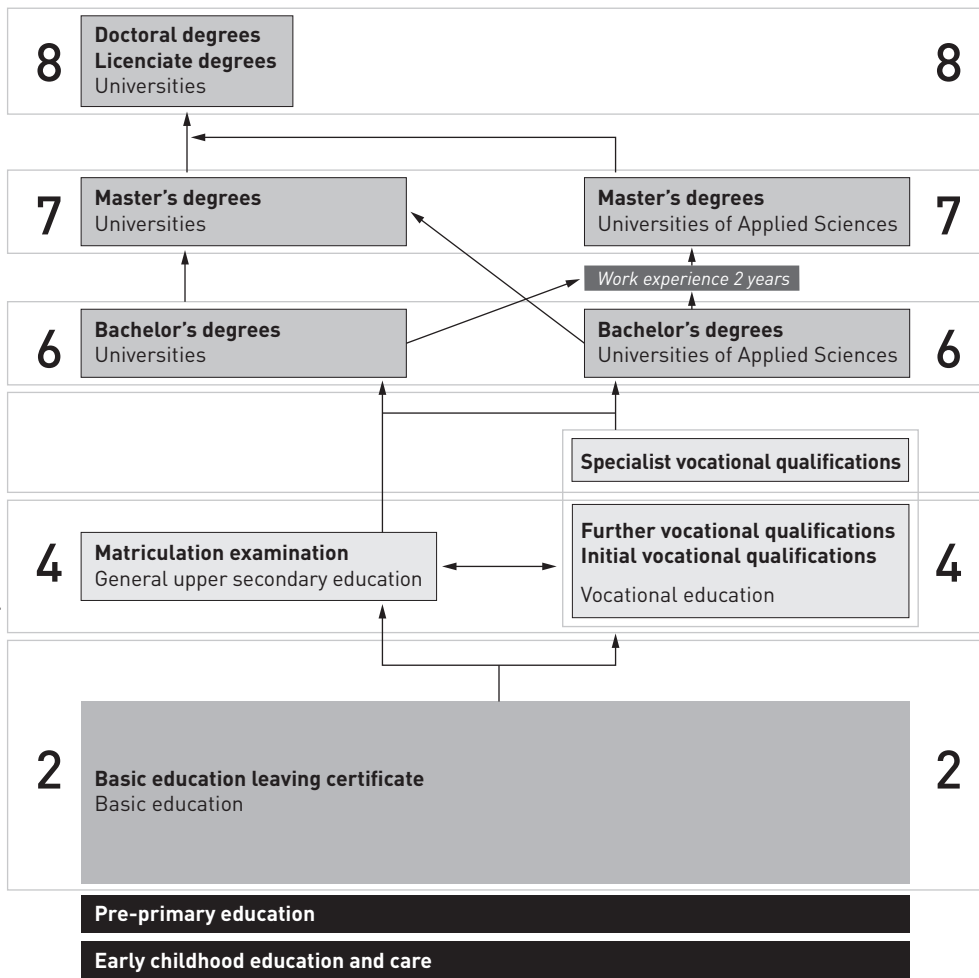 8
Doctoral degrees
Licenciate degrees
Universities
8
7
Master's degrees
Universities
Master's degrees
Universities of Applied Sciences
7
Work experience 2 years
6
Bachelor's degrees
Universities
Bachelor's degrees
Universities of Applied Sciences
6
Specialist vocational qualifications
4
Matriculation examination
General upper secondary education
Further vocational qualifications
Initial vocational qualifications
Vocational education
4
2
Basic education leaving certificate
Basic education
2
Pre-primary education
Early childhood education and care